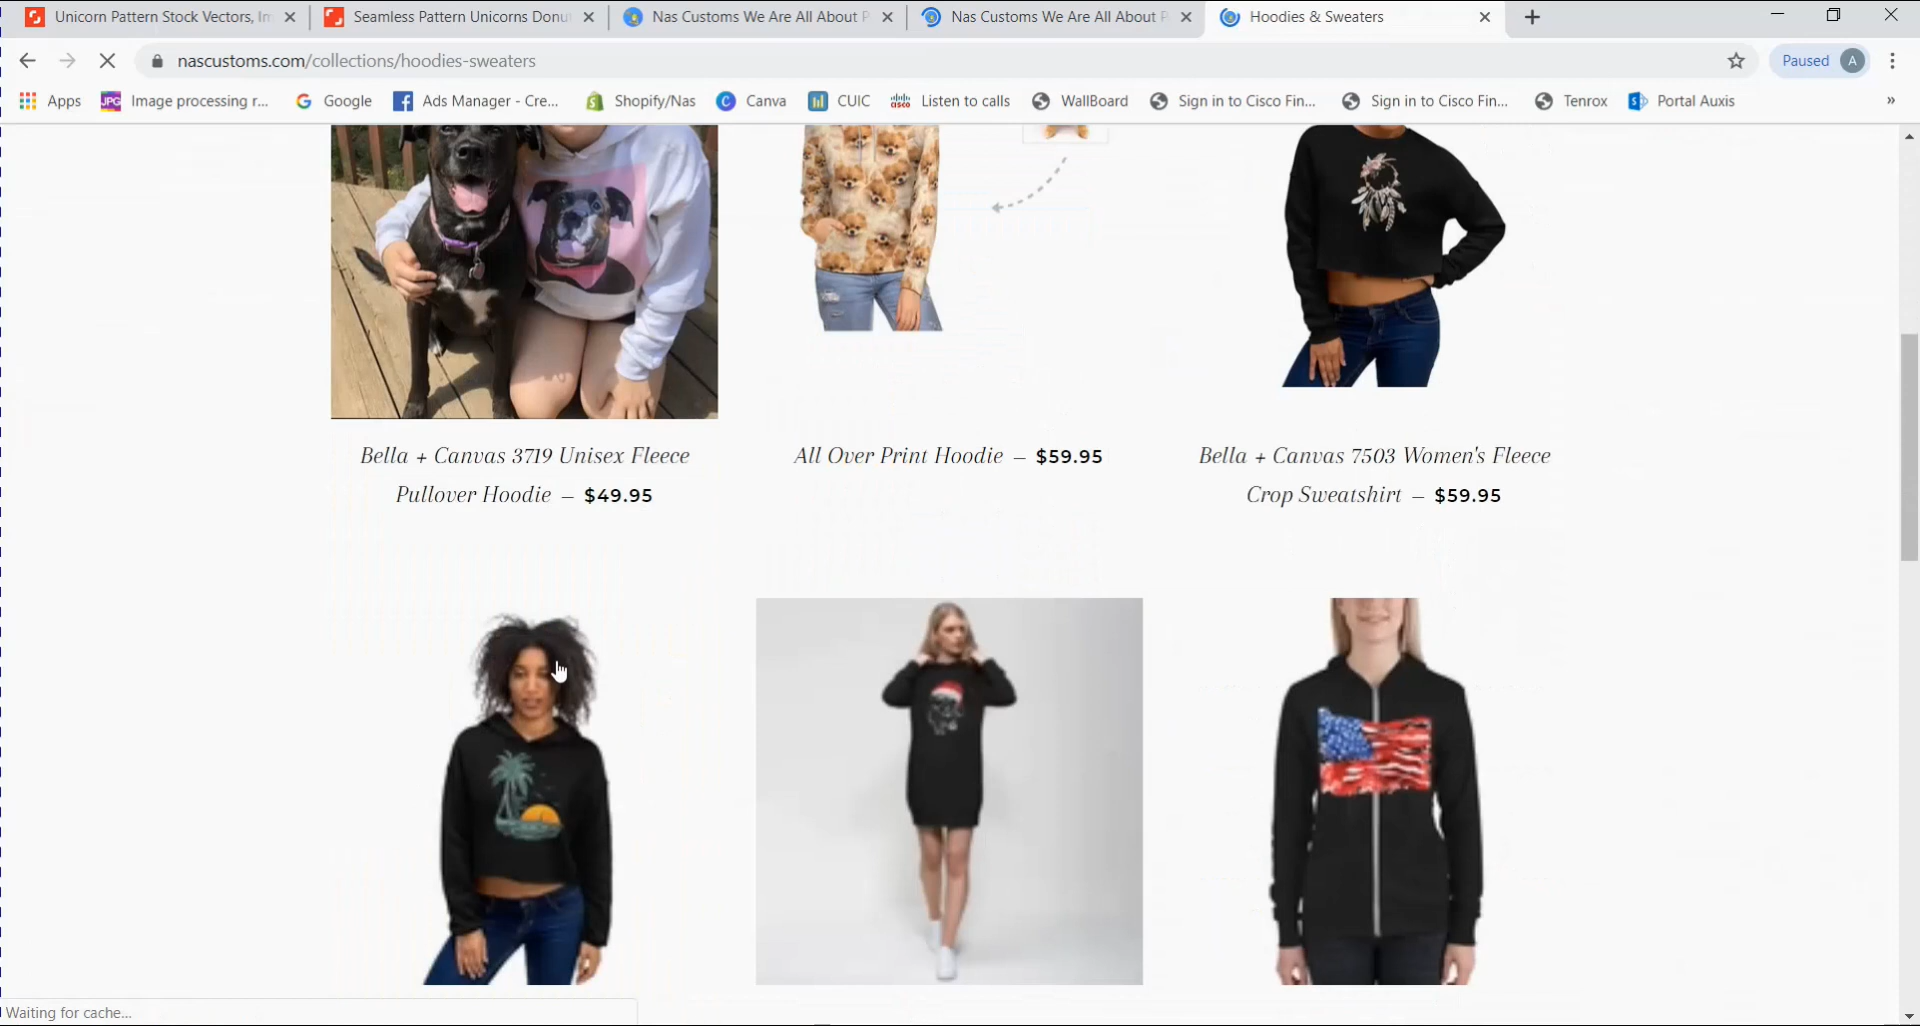 Unicorn Pattern Stock Vectors, Im
Seamless Pattern Unicorns Donu
Nas Customs We Are All About P
Nas Customs We Are All About P
Hoodies & Sweaters
nascustoms.com/collections/hoodies-sweaters
Paused
A
Apps
JPG
Image processing r...
Google
Ads Manager - Cre...
Shopify/Nas
Canva
CUIC
cisco
Listen to calls
WallBoard
Sign in to Cisco Fin...
Sign in to Cisco Fin...
Tenrox
Portal Auxis
»
Bella + Canvas 3719 Unisex Fleece
Pullover Hoodie – $49.95
All Over Print Hoodie – $59.95
Bella + Canvas 7503 Women's Fleece
Crop Sweatshirt – $59.95
Waiting for cache...